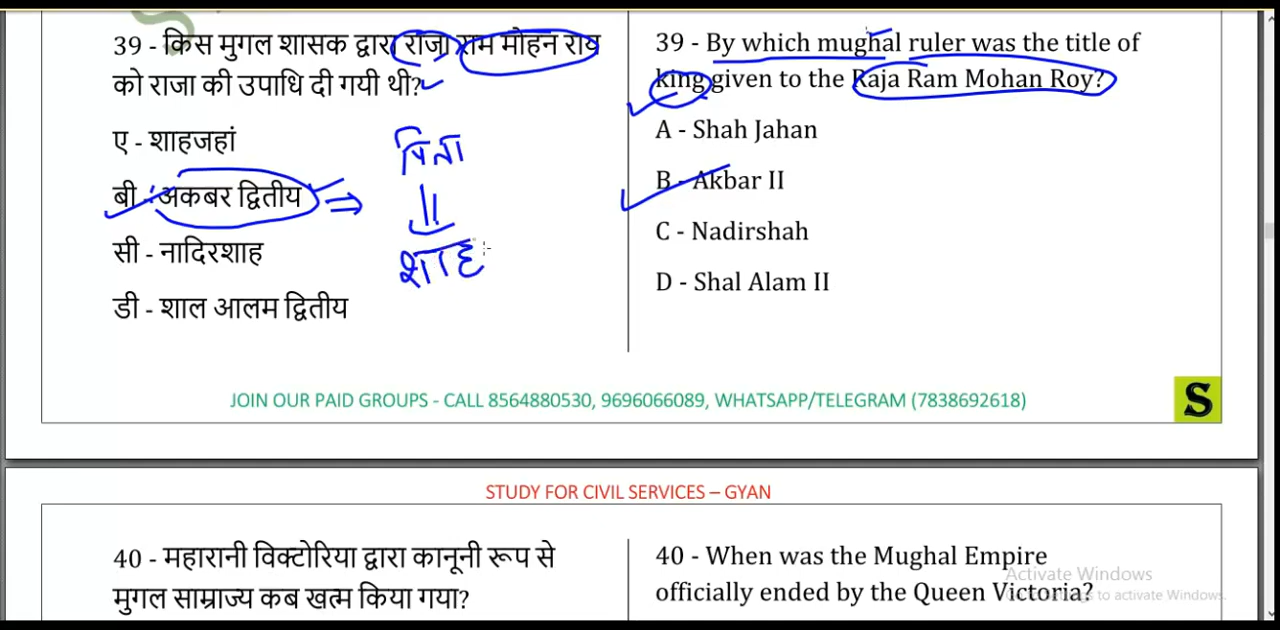 39 - किस मुगल शासक द्वारा राजा राम मोहन राय
को राजा की उपाधि दी गयी थी?
ए - शाहजहां
बी - अकबर द्वितीय
सी - नादिरशाह
डी - शाल आलम द्वितीय
पिता
शाह
39 - By which mughal ruler was the title of
king given to the Raja Ram Mohan Roy?
A - Shah Jahan
B - Akbar II
C - Nadirshah
D - Shal Alam II
JOIN OUR PAID GROUPS - CALL 8564880530, 9696066089, WHATSAPP/TELEGRAM (7838692618)
S
STUDY FOR CIVIL SERVICES – GYAN
40 - महारानी विक्टोरिया द्वारा कानूनी रूप से
मुगल साम्राज्य कब खत्म किया गया?
40 - When was the Mughal Empire
officially ended by the Queen Victoria?
Activate Windows
to activate Windows.